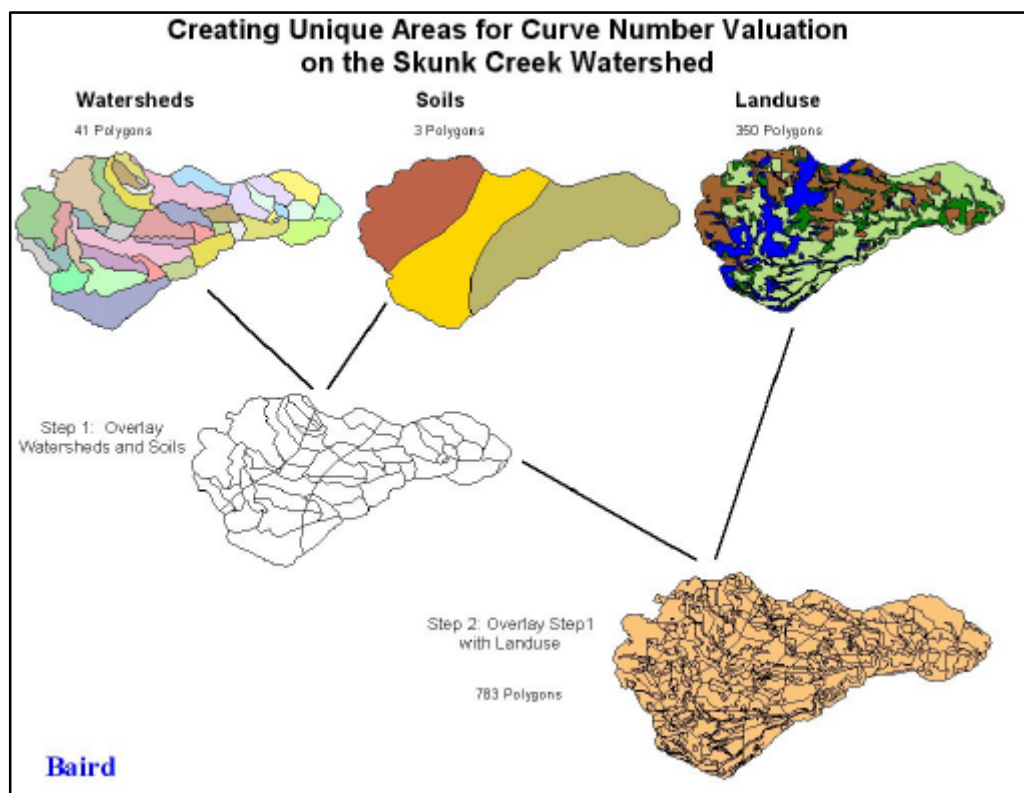 Creating Unique Areas for Curve Number Valuation
on the Skunk Creek Watershed
Watersheds
41 Polygons
Soils
3 Polygons
Landuse
350 Polygons
Step 1: Overlay
Watersheds and Soils
Step 2: Overlay Step1
with Landuse
783 Polygons
Baird